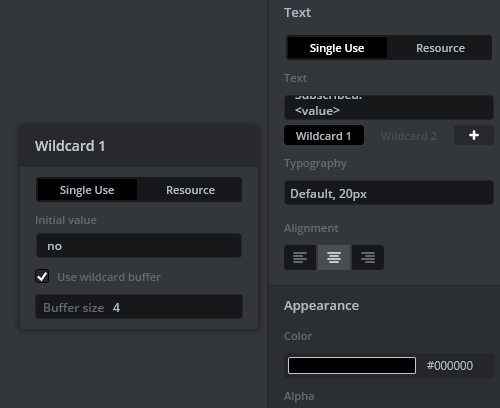 Text
Single Use Resource
Text
Subscribed:
<value>
Wildcard 1 Wildcard 2 +
Typography
Default, 20px
Alignment
Appearance
Color
#000000
Alpha
Wildcard 1
Single Use Resource
Initial value
no
Use wildcard buffer
Buffer size 4